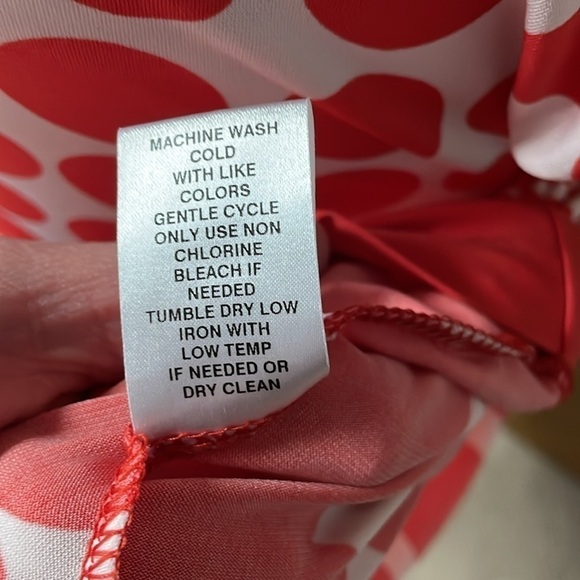 MACHINE WASH
COLD
WITH LIKE
COLORS
GENTLE CYCLE
ONLY USE NON
CHLORINE
BLEACH IF
NEEDED
TUMBLE DRY LOW
IRON WITH
LOW TEMP
IF NEEDED OR
DRY CLEAN